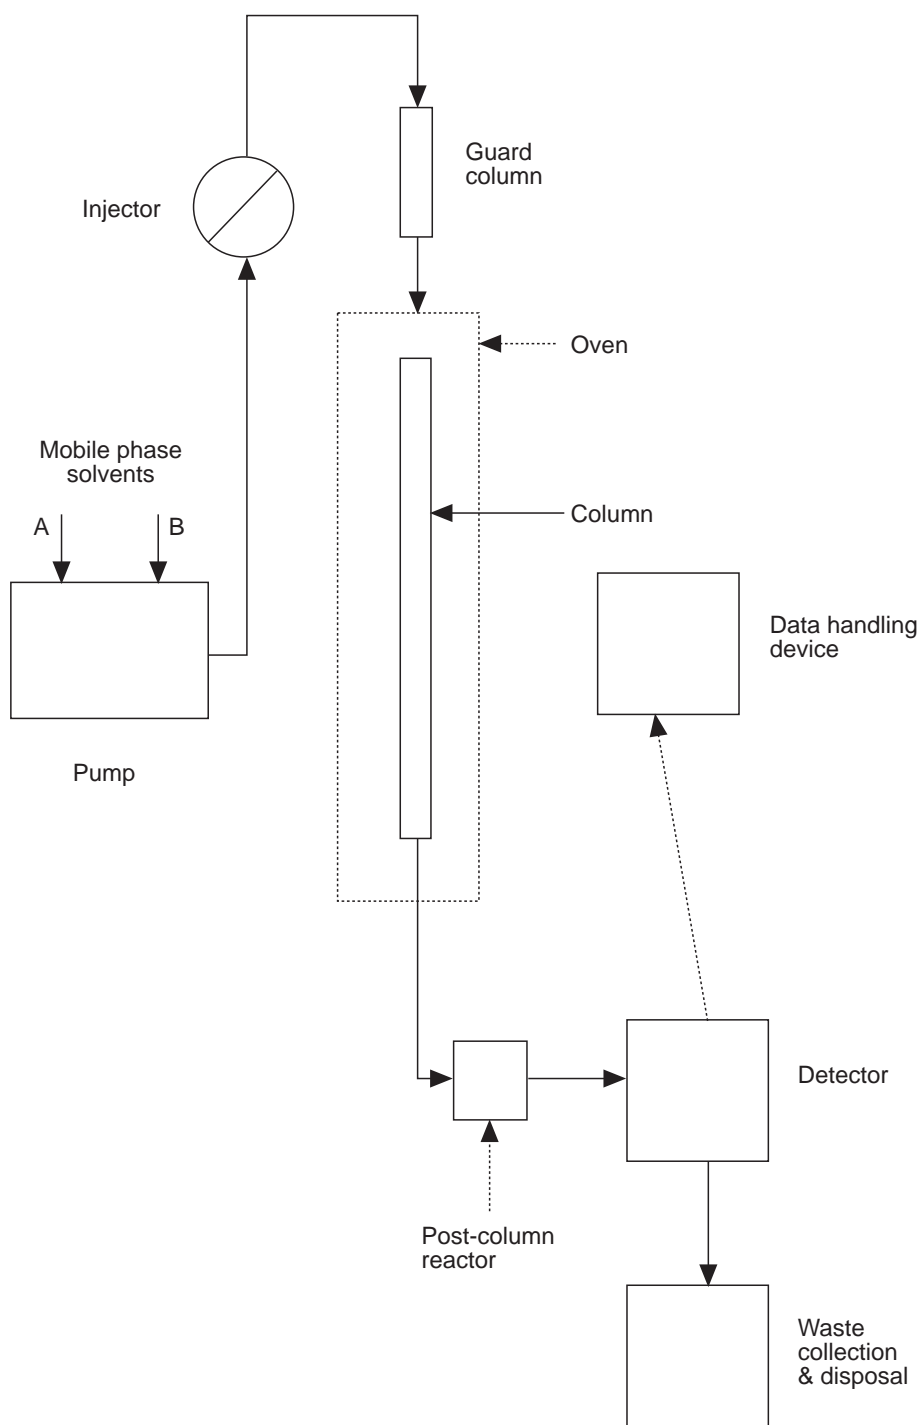 Guard
column
Injector
Oven
Mobile phase
solvents
A
B
Column
Data handling
device
Pump
Detector
Post-column
reactor
Waste
collection
& disposal